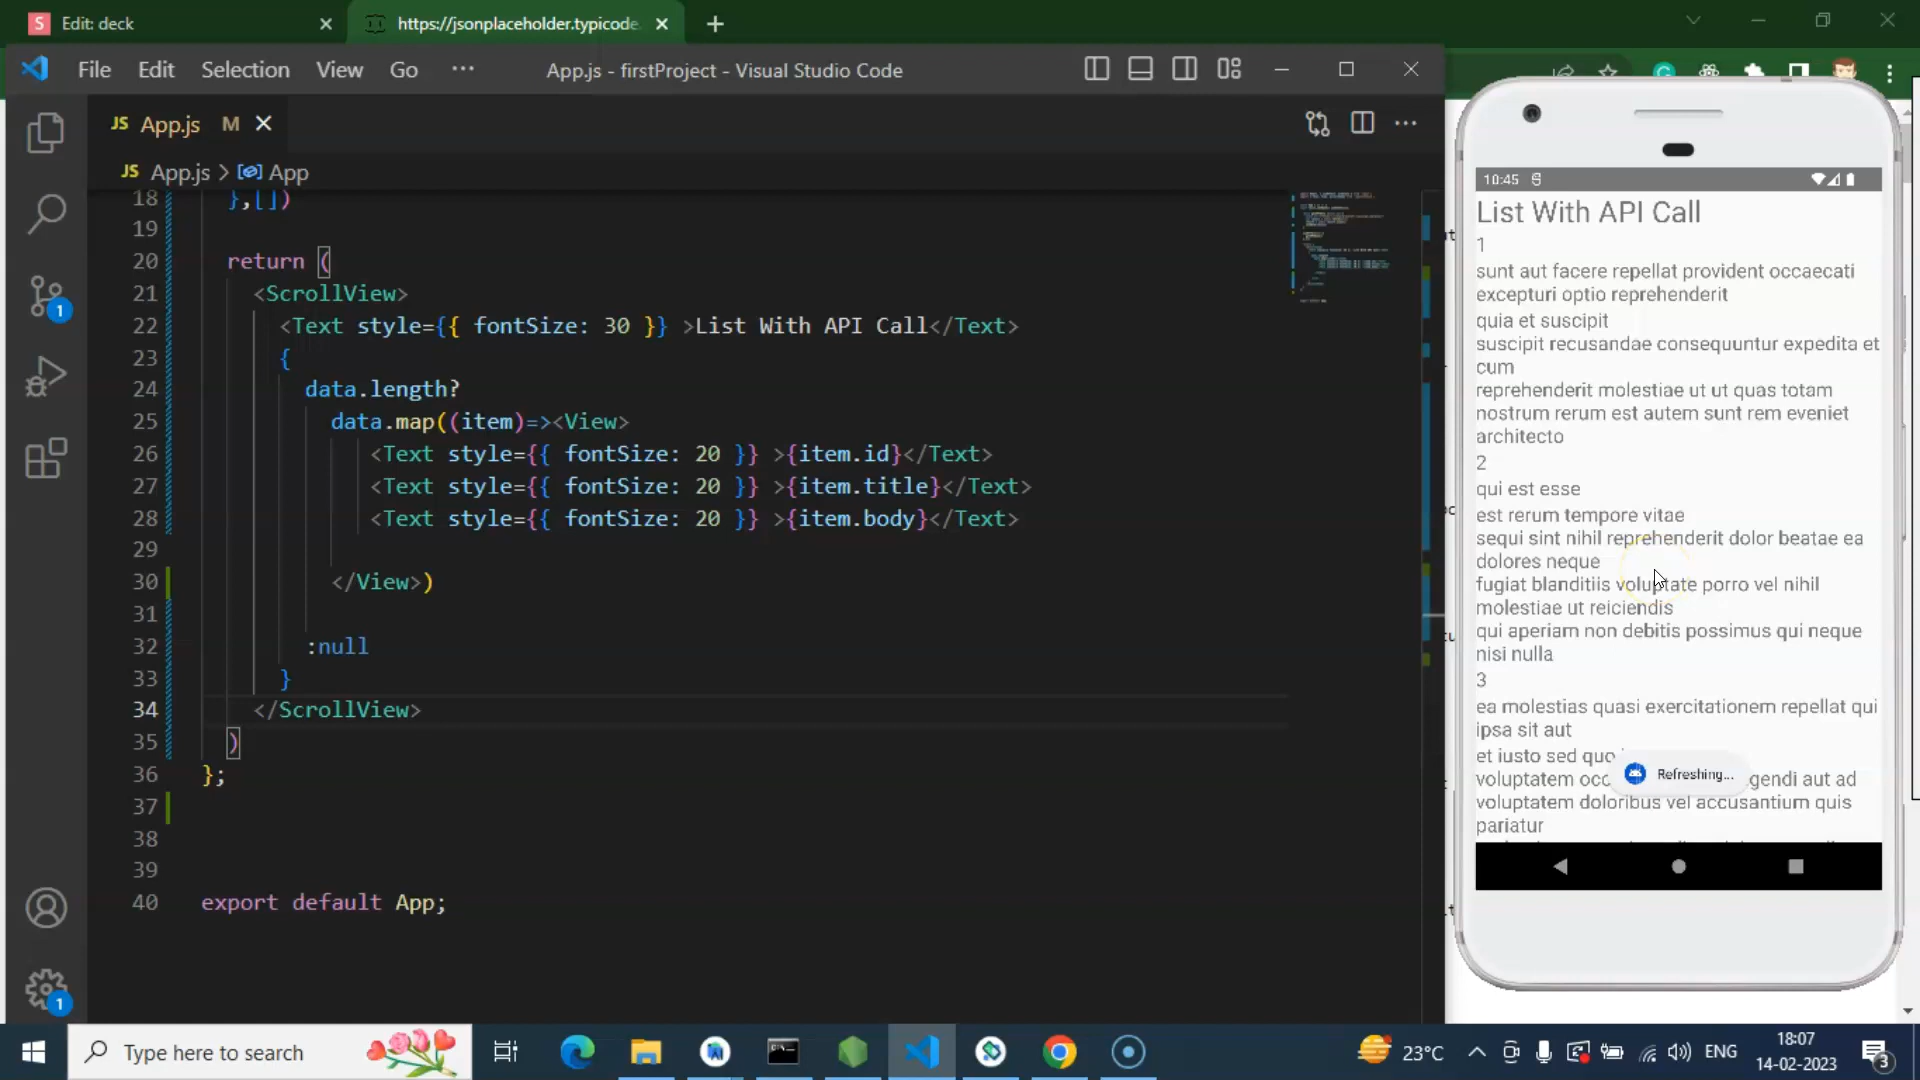 Edit: deck
https://jsonplaceholder.typicode.
File Edit Selection View Go ···
App.js - firstProject - Visual Studio Code
JS App.js M
JS App.js > App
18 },[])
19
20 return (
21 <ScrollView>
22 <Text style={{ fontSize: 30 }} >List With API Call</Text>
23 {
24 data.length?
25 data.map((item)=><View>
26 <Text style={{ fontSize: 20 }} >{item.id}</Text>
27 <Text style={{ fontSize: 20 }} >{item.title}</Text>
28 <Text style={{ fontSize: 20 }} >{item.body}</Text>
29
30 </View>)
31
32 :null
33 }
34 </ScrollView>
35 )
36 };
37
38
39
40 export default App;
1
1
10:45
List With API Call
1
sunt aut facere repellat provident occaecati
excepturi optio reprehenderit
quia et suscipit
suscipit recusandae consequuntur expedita et
cum
reprehenderit molestiae ut ut quas totam
nostrum rerum est autem sunt rem eveniet
architecto
2
qui est esse
est rerum tempore vitae
sequi sint nihil reprehenderit dolor beatae ea
dolores neque
fugiat blanditiis voluptate porro vel nihil
molestiae ut reiciendis
qui aperiam non debitis possimus qui neque
nisi nulla
3
ea molestias quasi exercitationem repellat qui
ipsa sit aut
et iusto sed quo
voluptatem occ gendi aut ad
voluptatem doloribus vel accusantium quis
pariatur
Refreshing...
Type here to search
23°C
ENG
18:07
14-02-2023
3